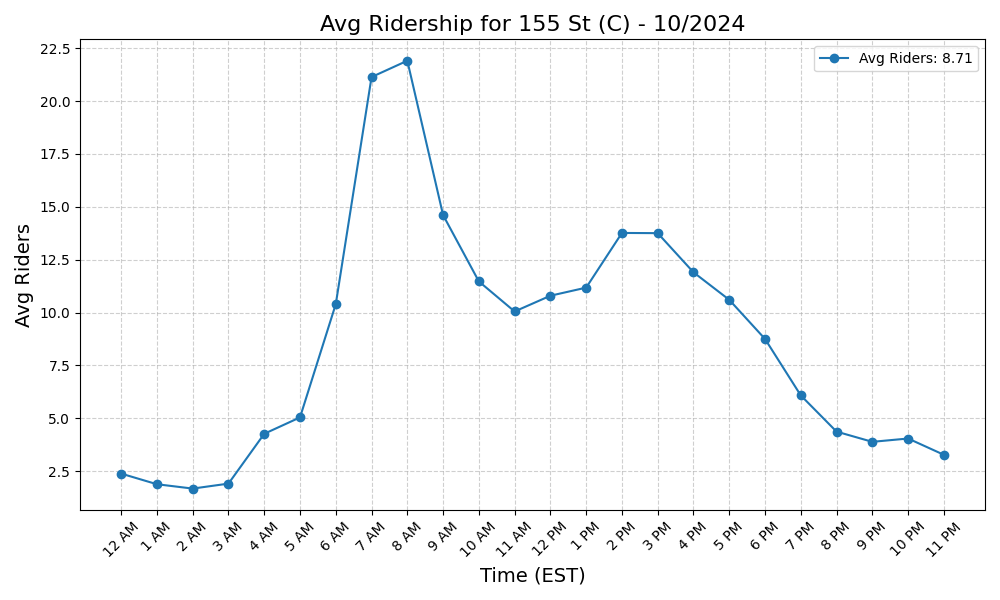 Avg Ridership for 155 St (C) - 10/2024
Avg Riders: 8.71
Avg Riders
22.5
20.0
17.5
15.0
12.5
10.0
7.5
5.0
2.5
12 AM
1 AM
2 AM
3 AM
4 AM
5 AM
6 AM
7 AM
8 AM
9 AM
10 AM
11 AM
12 PM
1 PM
2 PM
3 PM
4 PM
5 PM
6 PM
7 PM
8 PM
9 PM
10 PM
11 PM
Time (EST)